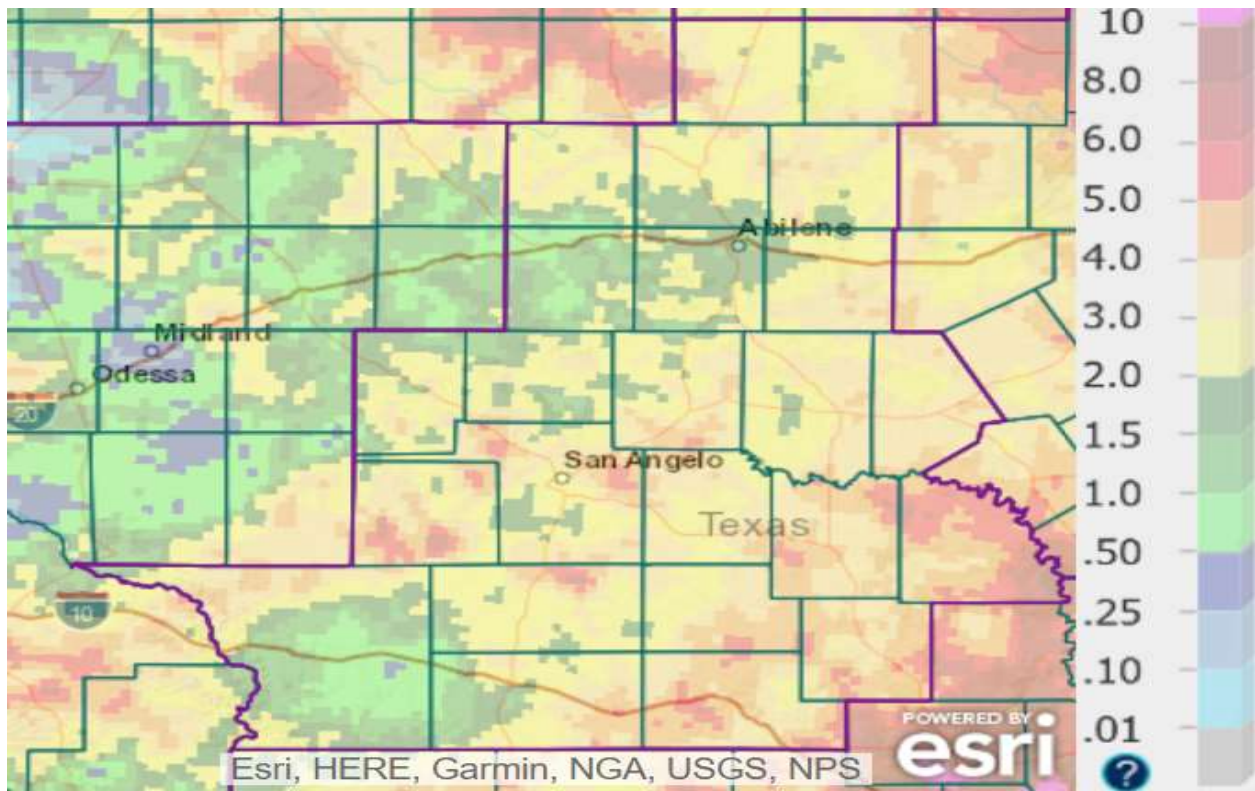 10
8.0
6.0
5.0
4.0
3.0
2.0
1.5
1.0
.50
.25
.10
.01
?
Abilene
Midland
Odessa
20
San Angelo
Texas
10
POWERED BY
esri
Esri, HERE, Garmin, NGA, USGS, NPS